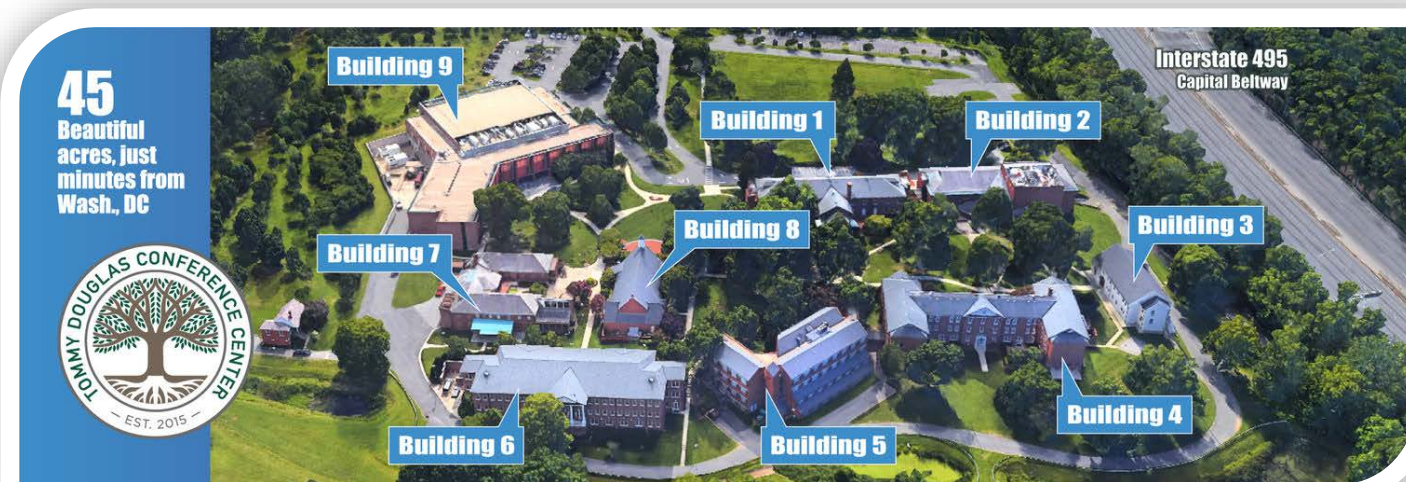 45
Beautiful
acres, just
minutes from
Wash., DC
TOMMY DOUGLAS CONFERENCE CENTER
EST. 2015
Building 9
Building 1
Building 2
Interstate 495
Capital Beltway
Building 3
Building 8
Building 7
Building 6
Building 5
Building 4